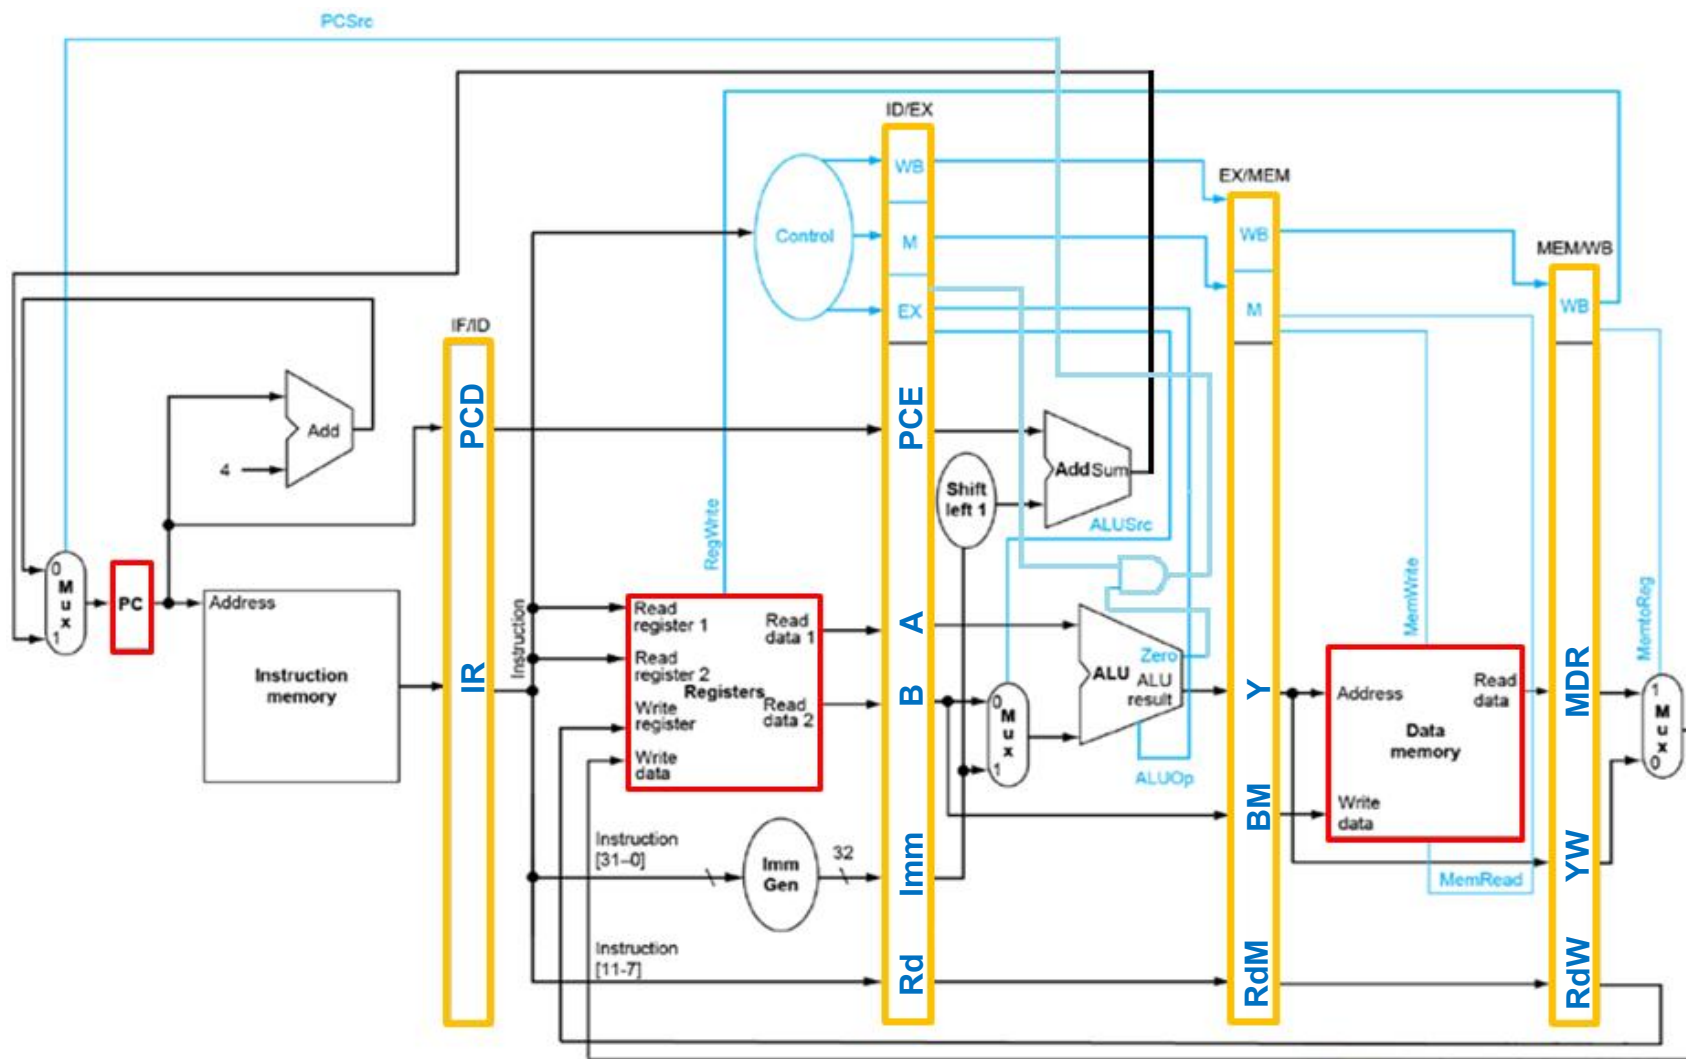 PCSrc
ID/EX
WB
EX/MEM
Control
M
WB
MEM/WB
EX
M
WB
IF/ID
PCD
PCE
Add
4
Add Sum
Shift
left 1
ALUSrc
RegWrite
0
M
u
x
1
PC
Address
Instruction
memory
IR
Instruction
Read
register 1
Read
data 1
Read
register 2
Registers
Write
register
Read
data 2
Write
data
A
B
0
M
u
x
1
Zero
ALU
ALU
result
ALUOp
Y
BM
MemWrite
Address
Read
data
Data
memory
Write
data
MemRead
MDR
YW
MemtoReg
1
M
u
x
0
Instruction
[31–0]
Imm
Gen
32
Imm
Instruction
[11-7]
Rd
RdM
RdW